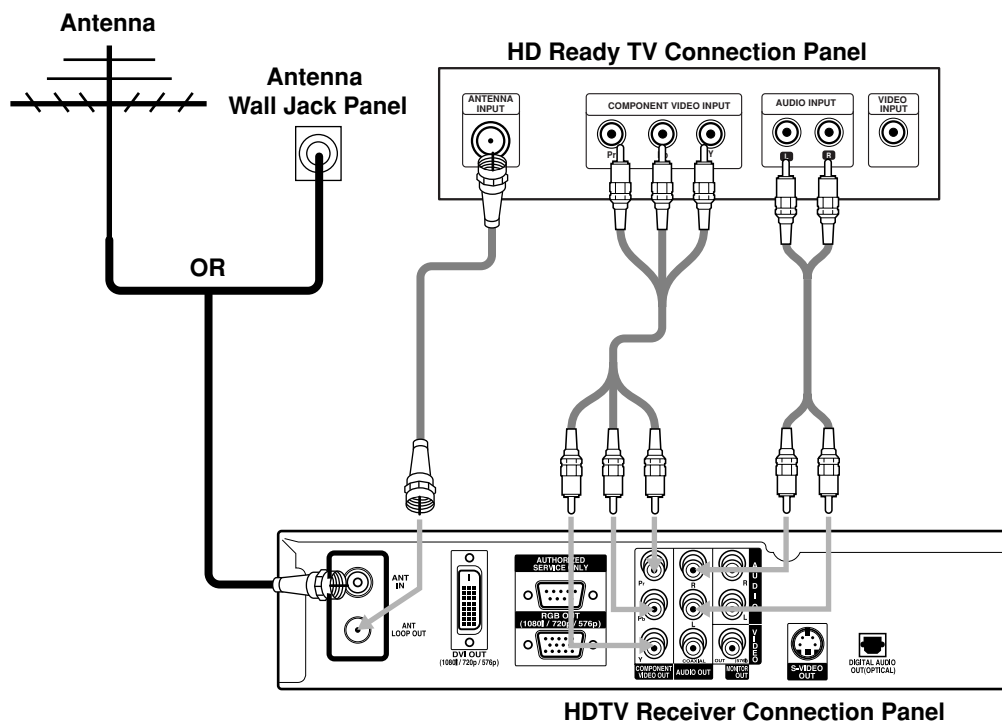 Antenna
Antenna
Wall Jack Panel
OR
HD Ready TV Connection Panel
ANTENNA
INPUT
COMPONENT VIDEO INPUT
Y
AUDIO INPUT
L
R
VIDEO
INPUT
ANT
IN
ANT
LOOP OUT
DVI OUT
(1080i / 720p / 576p)
AUTHORIZED
SERVICE ONLY
RGB OUT
(1080i / 720p / 576p)
Pr
Pb
Y
COMPONENT
VIDEO OUT
R
L
COAXIAL
AUDIO OUT
R
L
AUDIO
VIDEO
OUT
MONITOR
OUT
S-VIDEO
OUT
DIGITAL AUDIO
OUT(OPTICAL)
HDTV Receiver Connection Panel